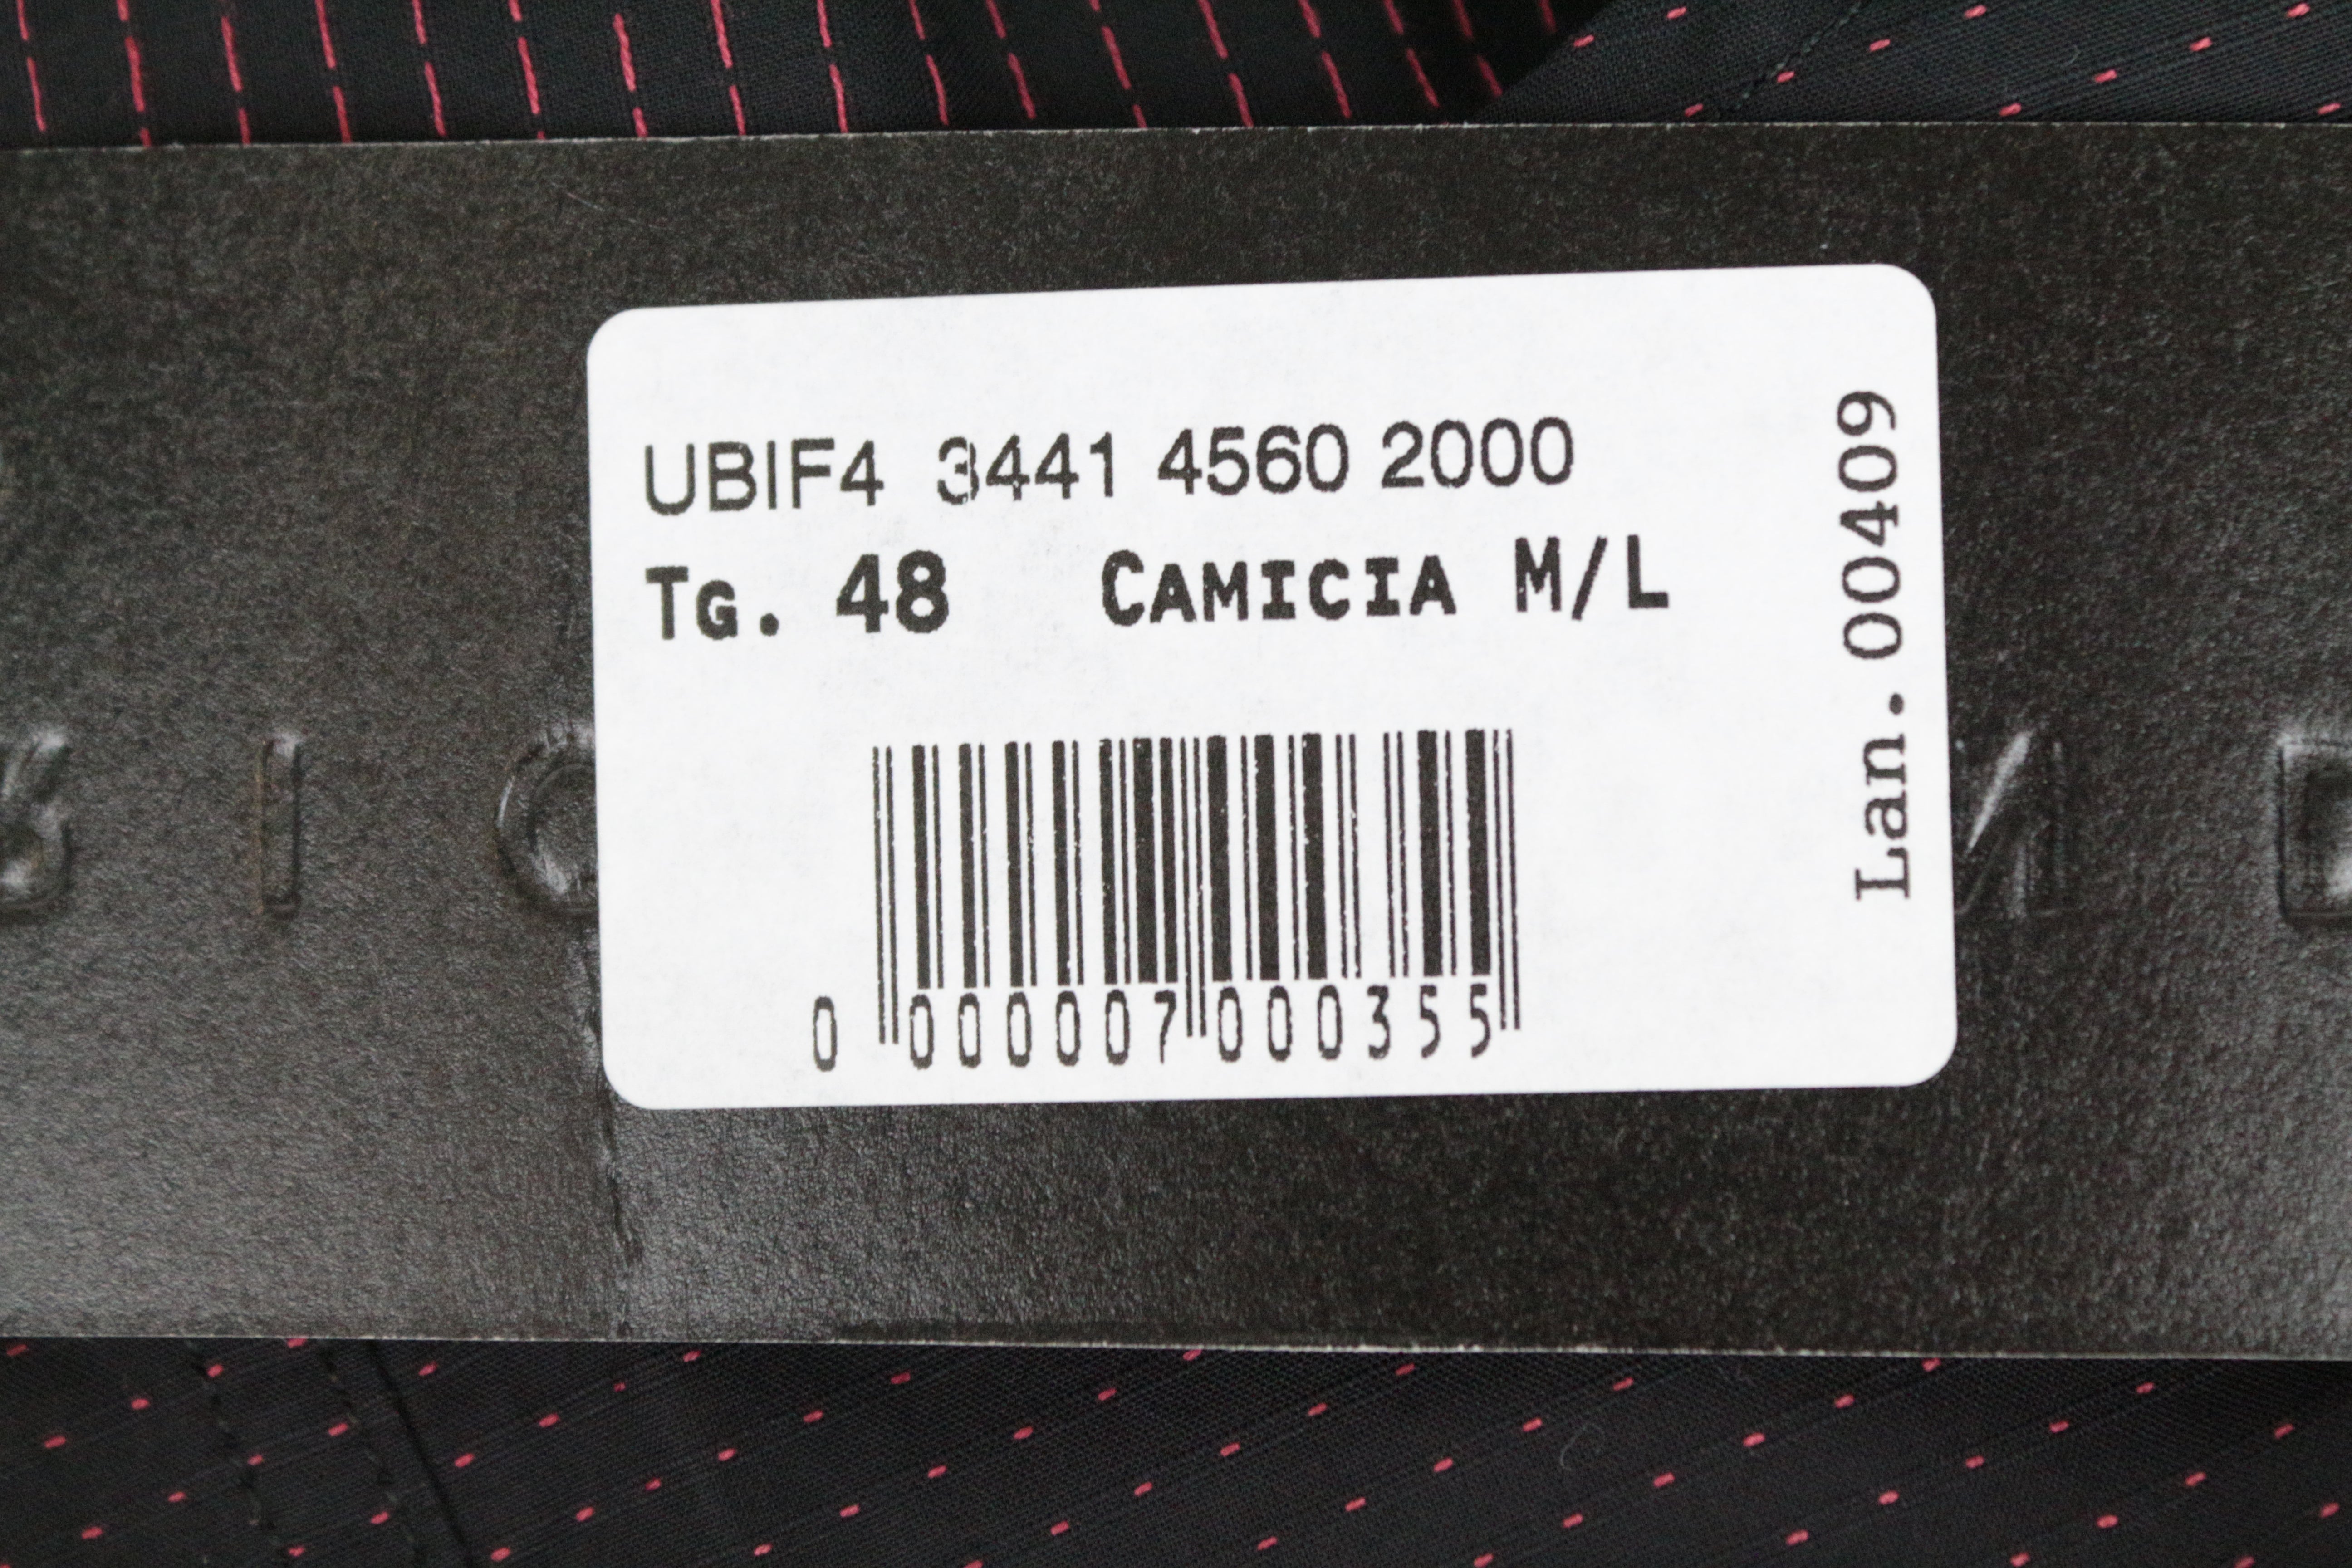 UBIF4 3441 4560 2000
Tg. 48 CAMICIA M/L
0 000007 000355
Lan. 00409